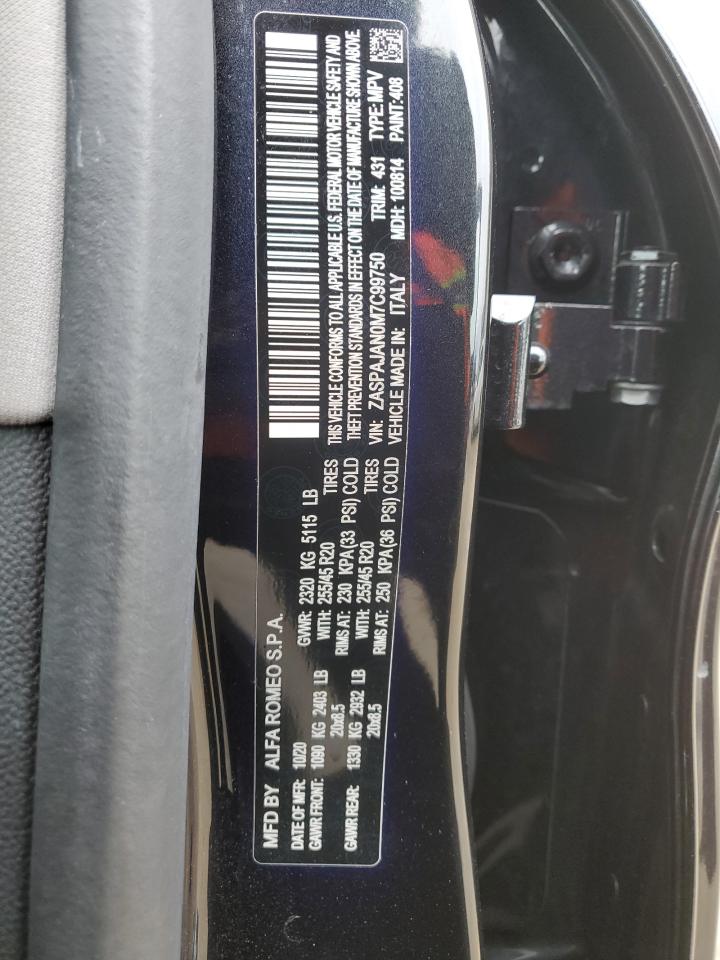 MFD BY ALFA ROMEO S.P.A.
DATE OF MFR: 10/20 GVWR: 2320 KG 5115 LB
GAWR FRONT: 1090 KG 2403 LB WITH: 255/45 R20 TIRES
20x8.5 RIMS AT: 230 KPA(33 PSI) COLD
GAWR REAR: 1330 KG 2932 LB WITH: 255/45 R20 TIRES
20x8.5 RIMS AT: 250 KPA(36 PSI) COLD
THIS VEHICLE CONFORMS TO ALL APPLICABLE U.S. FEDERAL MOTOR VEHICLE SAFETY AND
THEFT PREVENTION STANDARDS IN EFFECT ON THE DATE OF MANUFACTURE SHOWN ABOVE.
VIN: ZASPAJAN0M7C99750 TRIM: 431 TYPE: MPV
VEHICLE MADE IN: ITALY MDH: 100814 PAINT: 408